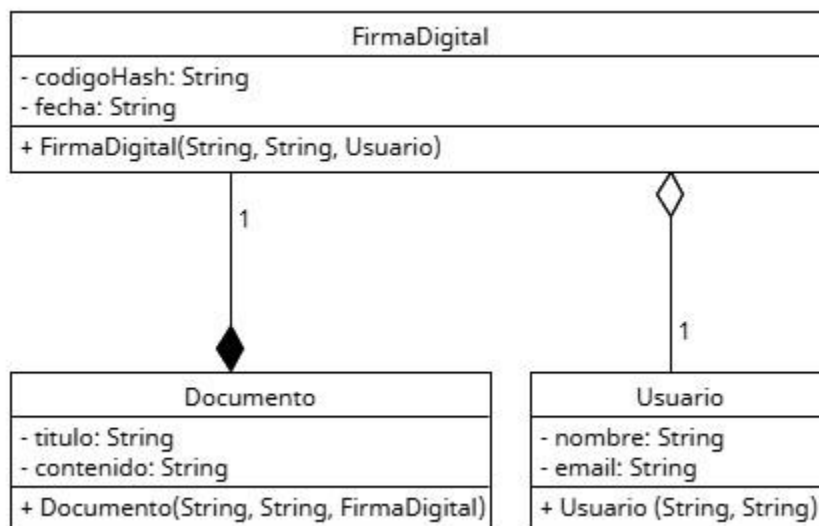 FirmaDigital
- codigoHash: String
- fecha: String
+ FirmaDigital(String, String, Usuario)
1
1
Documento
- titulo: String
- contenido: String
+ Documento(String, String, FirmaDigital)
Usuario
- nombre: String
- email: String
+ Usuario (String, String)